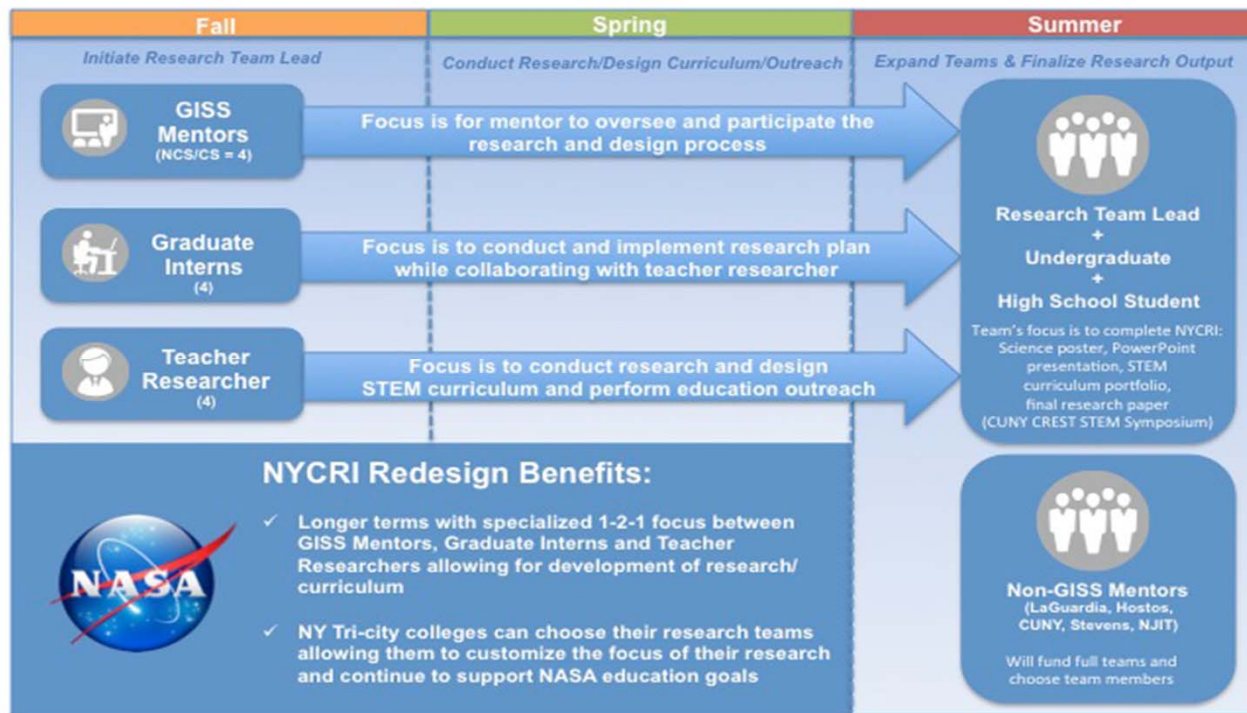 Fall
Spring
Summer
Initiate Research Team Lead
Conduct Research/Design Curriculum/Outreach
Expand Teams & Finalize Research Output
GISS
Mentors
(NCS/CS = 4)
Focus is for mentor to oversee and participate the
research and design process
Graduate
Interns
(4)
Focus is to conduct and implement research plan
while collaborating with teacher researcher
Teacher
Researcher
(4)
Focus is to conduct research and design
STEM curriculum and perform education outreach
Research Team Lead
+
Undergraduate
+
High School Student
Team's focus is to complete NYCRI:
Science poster, PowerPoint
presentation, STEM
curriculum portfolio,
final research paper
(CUNY CREST STEM Symposium)
NASA
NYCRI Redesign Benefits:
✓ Longer terms with specialized 1-2-1 focus between
GISS Mentors, Graduate Interns and Teacher
Researchers allowing for development of research/
curriculum
✓ NY Tri-city colleges can choose their research teams
allowing them to customize the focus of their research
and continue to support NASA education goals
Non-GISS Mentors
(LaGuardia, Hostos,
CUNY, Stevens, NJIT)
Will fund full teams and
choose team members